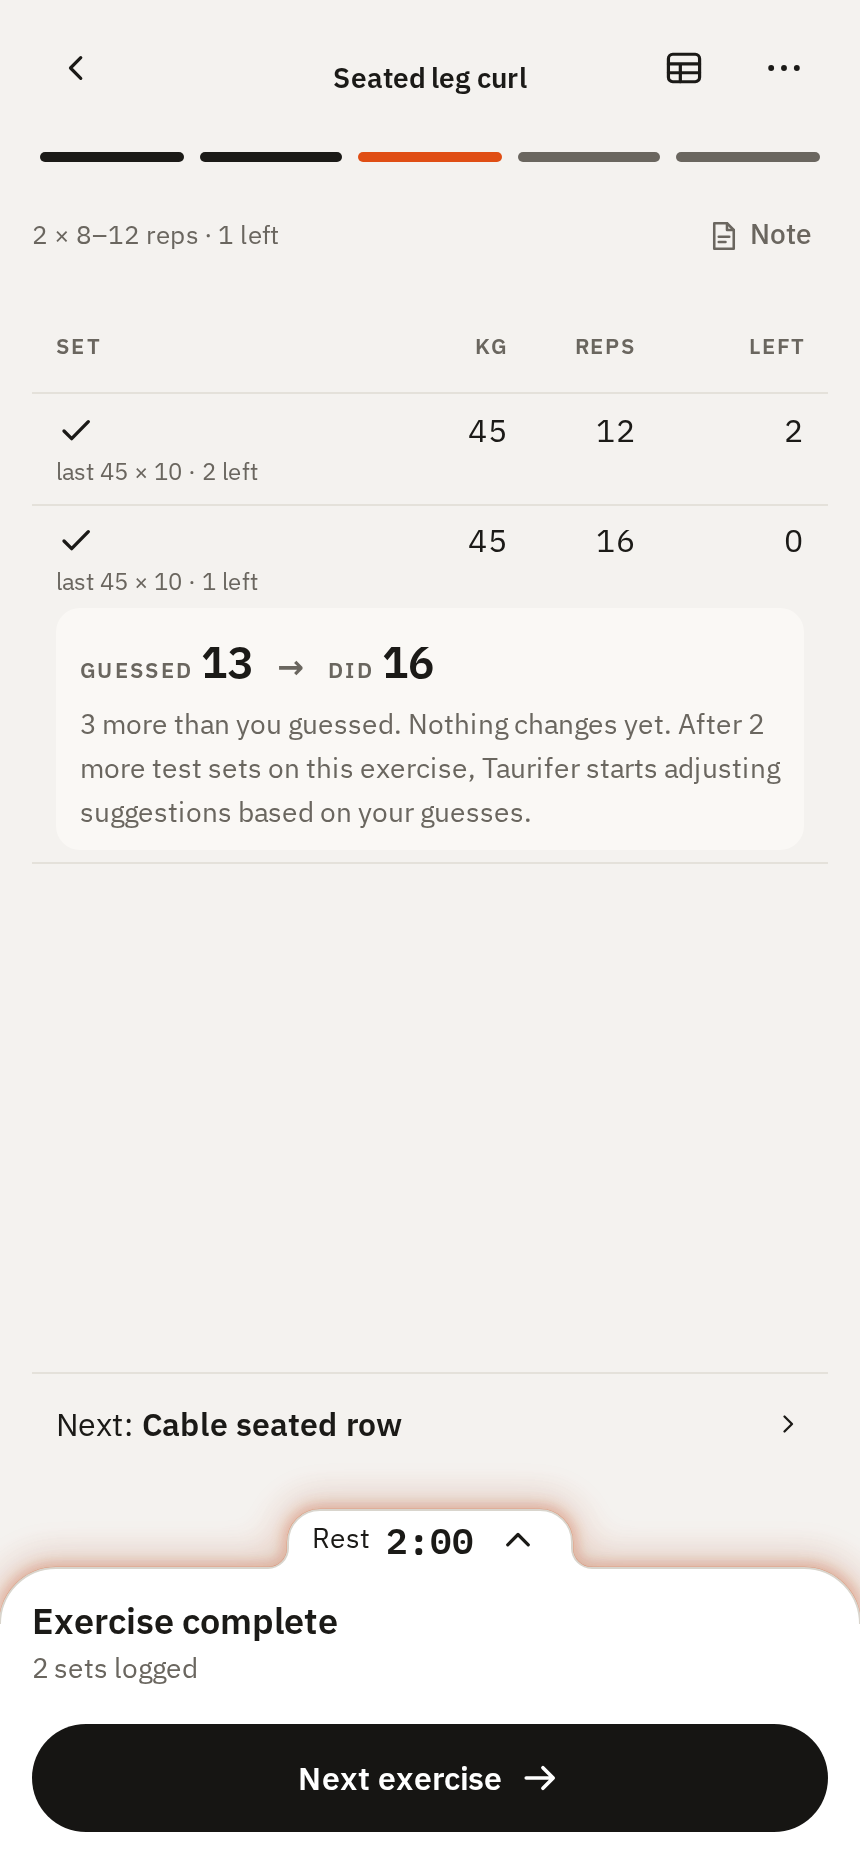 Seated leg curl
2 × 8–12 reps · 1 left
Note
SET KG REPS LEFT
45 12 2
last 45 × 10 · 2 left
45 16 0
last 45 × 10 · 1 left
GUESSED 13 → DID 16
3 more than you guessed. Nothing changes yet. After 2
more test sets on this exercise, Taurifer starts adjusting
suggestions based on your guesses.
Next: Cable seated row
Rest 2:00
Exercise complete
2 sets logged
Next exercise →